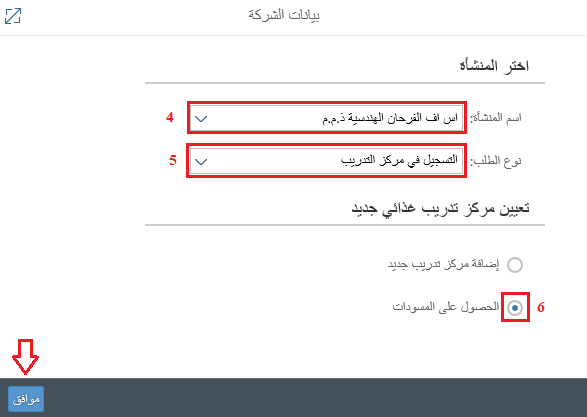 بيانات الشركة
اختر المنشأة
اسم المنشأة: اس اف الفرحان الهندسية ذ.م.م 4
نوع الطلب: التسجيل في مركز التدريب 5
تعيين مركز تدريب غذائي جديد
إضافة مركز تدريب جديد
6 الحصول على المسودات
موافق